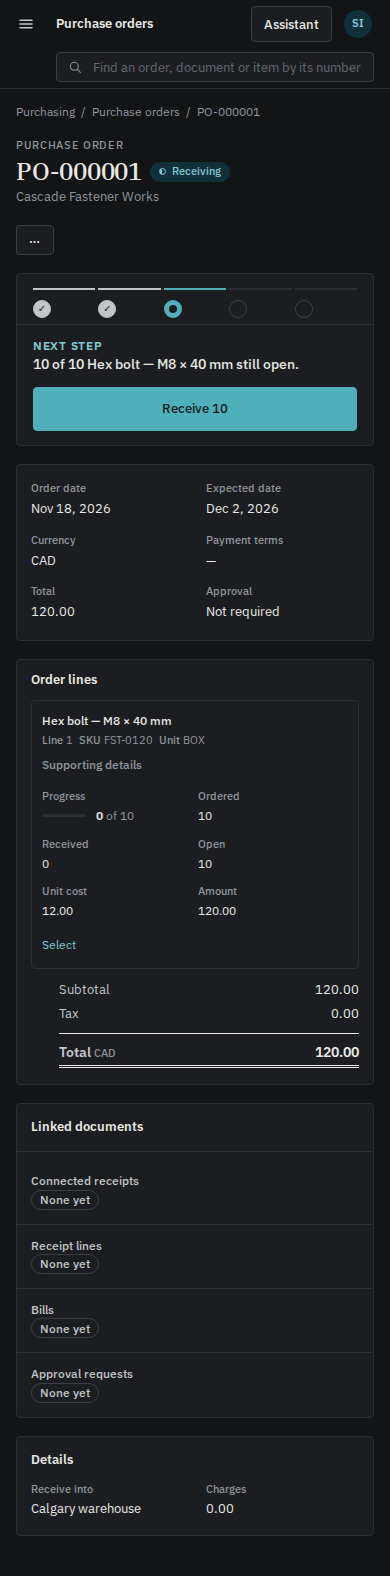 Purchase orders
Assistant
SI
Find an order, document or item by its number
Purchasing / Purchase orders / PO-000001
PURCHASE ORDER
PO-000001
Receiving
Cascade Fastener Works
...
NEXT STEP
10 of 10 Hex bolt — M8 × 40 mm still open.
Receive 10
Order date
Expected date
Nov 18, 2026
Dec 2, 2026
Currency
Payment terms
CAD
—
Total
Approval
120.00
Not required
Order lines
Hex bolt — M8 × 40 mm
Line 1 SKU FST-0120 Unit BOX
Supporting details
Progress
Ordered
0 of 10
10
Received
Open
0
10
Unit cost
Amount
12.00
120.00
Select
Subtotal 120.00
Tax 0.00
Total CAD 120.00
Linked documents
Connected receipts
None yet
Receipt lines
None yet
Bills
None yet
Approval requests
None yet
Details
Receive into
Charges
Calgary warehouse
0.00